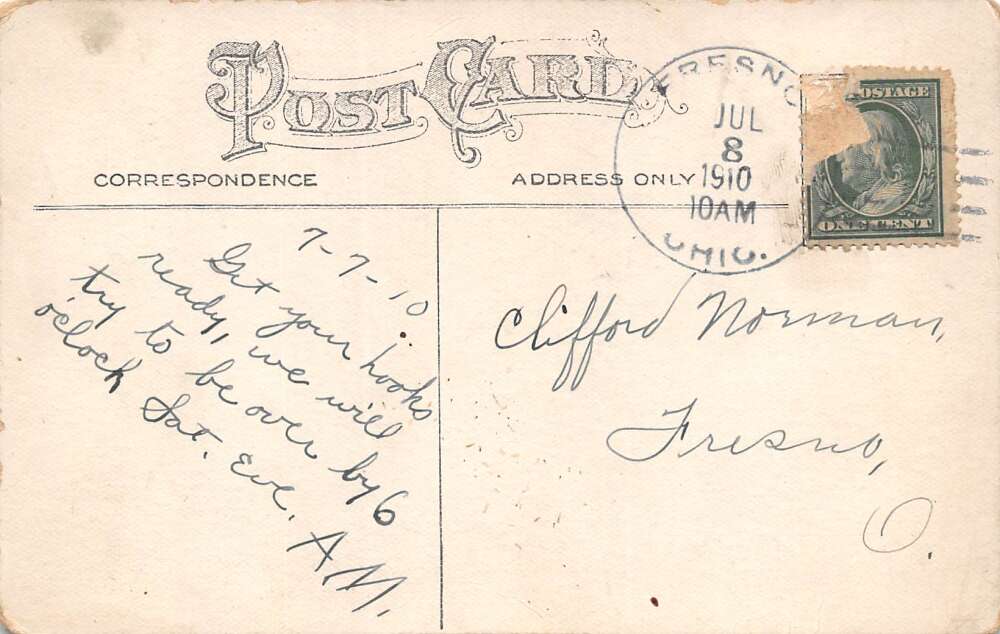 POST CARD
CORRESPONDENCE
ADDRESS ONLY
FRESNO
JUL
8
1910
10AM
OHIO.
POSTAGE
ONE CENT
7-7-10
Get your hooks
ready, we will
try to be over by 6
o'clock Sat. Eve.
A.M.
Clifford Norman,
Fresno,
O.